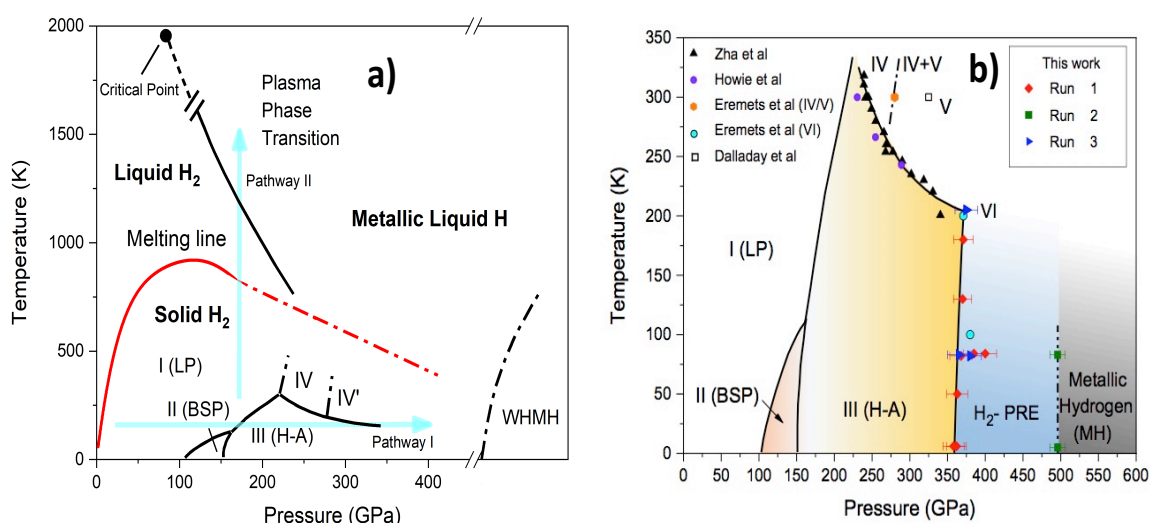 a)
2000
1500
1000
500
0
Temperature (K)
Critical Point
Plasma
Phase
Transition
Liquid H₂
Pathway II
Metallic Liquid H
Melting line
Solid H₂
I (LP)
IV
IV'
II (BSP)
III (H-A)
Pathway I
WHMH
0
100
200
300
400
Pressure (GPa)
b)
350
300
250
200
150
100
50
0
Temperature (K)
Zha et al
Howie et al
Eremets et al (IV/V)
Eremets et al (VI)
Dalladay et al
IV
IV+V
V
This work
Run 1
Run 2
Run 3
VI
I (LP)
II (BSP)
III (H-A)
H₂- PRE
Metallic
Hydrogen
(MH)
0
50
100
150
200
250
300
350
400
450
500
550
600
Pressure (GPa)